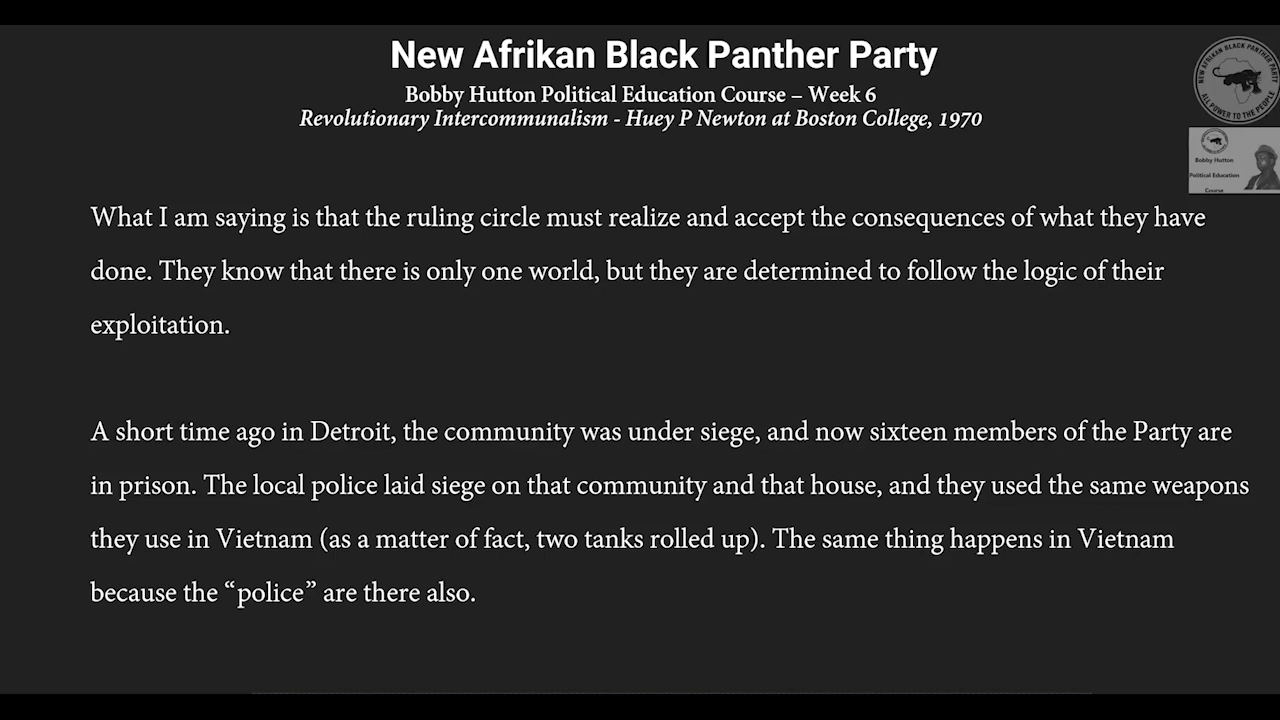 New Afrikan Black Panther Party
Bobby Hutton Political Education Course – Week 6
Revolutionary Intercommunalism - Huey P Newton at Boston College, 1970
NEW AFRIKAN BLACK PANTHER PARTY
ALL POWER TO THE PEOPLE
Bobby Hutton
Political Education
Course
What I am saying is that the ruling circle must realize and accept the consequences of what they have
done. They know that there is only one world, but they are determined to follow the logic of their
exploitation.
A short time ago in Detroit, the community was under siege, and now sixteen members of the Party are
in prison. The local police laid siege on that community and that house, and they used the same weapons
they use in Vietnam (as a matter of fact, two tanks rolled up). The same thing happens in Vietnam
because the “police” are there also.